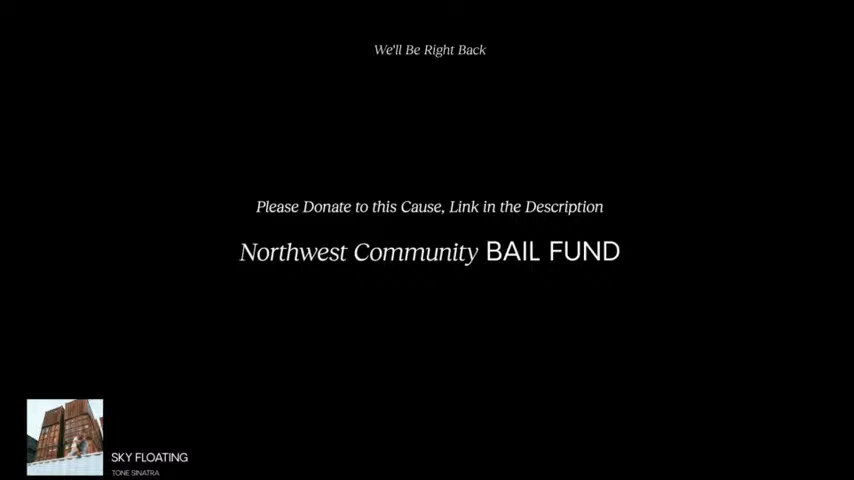 We'll Be Right Back
Please Donate to this Cause, Link in the Description
Northwest Community BAIL FUND
SKY FLOATING
TONE SINATRA